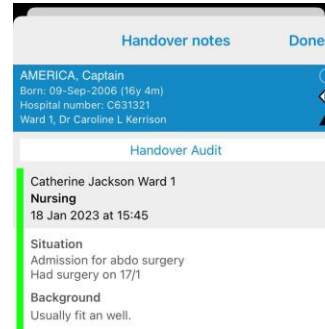 Handover notes Done
AMERICA, Captain
Born: 09-Sep-2006 (16y 4m)
Hospital number: C631321
Ward 1, Dr Caroline L Kerrison
Handover Audit
Catherine Jackson Ward 1
Nursing
18 Jan 2023 at 15:45
Situation
Admission for abdo surgery
Had surgery on 17/1
Background
Usually fit an well.